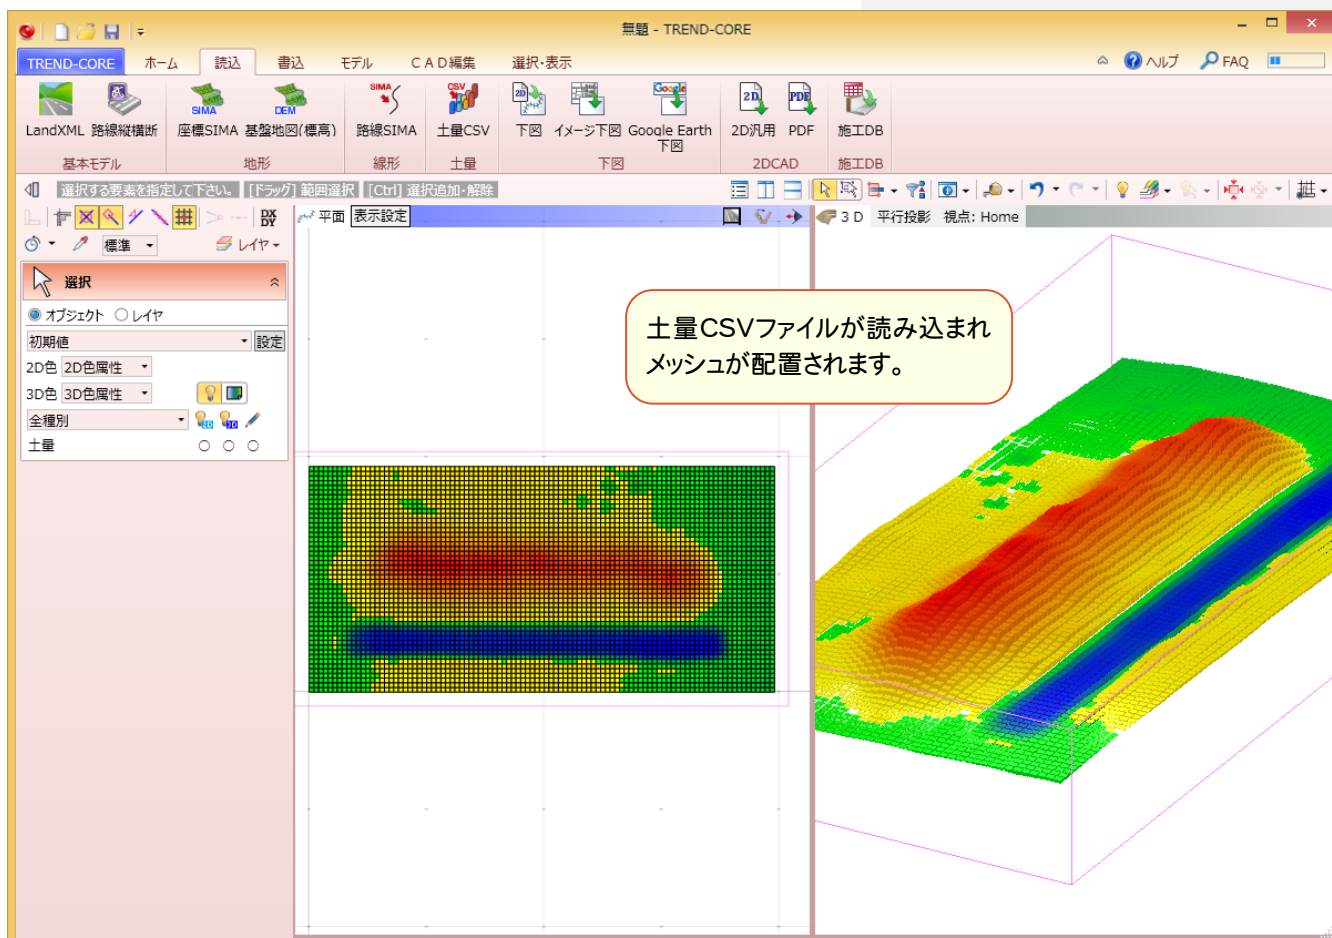 無題 - TREND-CORE
TREND-CORE ホーム 読込 書込 モデル CAD編集 選択・表示 ヘルプ FAQ
SIMA DEM SIMA CSV 2D Google 2D PDF
LandXML 路線縦横断 座標SIMA 基盤地図(標高) 路線SIMA 土量CSV 下図 イメージ下図 Google Earth 下図 2D汎用 PDF 施工DB
基本モデル 地形 線形 土量 下図 2DCAD 施工DB
選択する要素を指定して下さい。 [ドラッグ] 範囲選択 [Ctrl] 選択追加・解除
平面 表示設定 3D 平行投影 視点: Home
標準 レイヤ
選択
オブジェクト レイヤ
初期値 設定
2D色 2D色属性
3D色 3D色属性
全種別 2D 3D
土量
土量CSVファイルが読み込まれ
メッシュが配置されます。